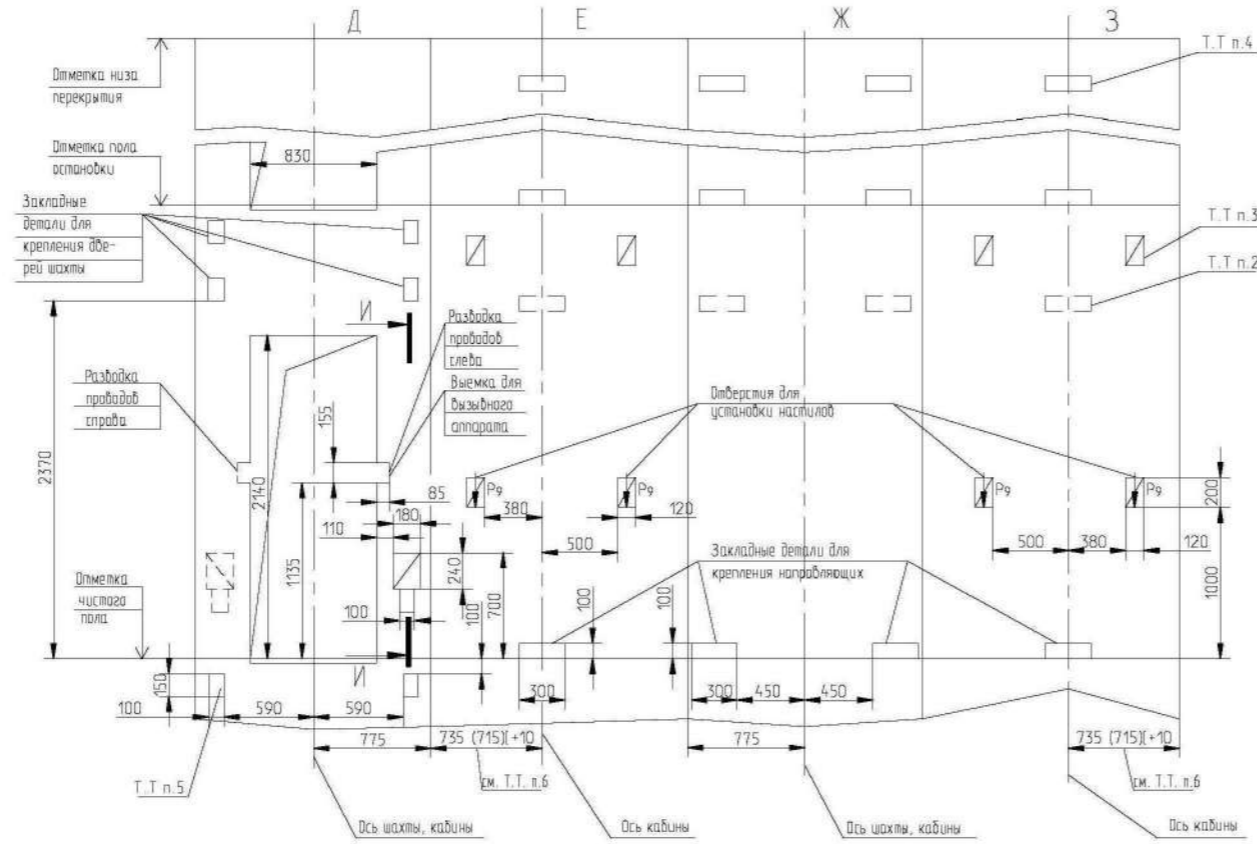 Д Е Ж З
Т.Т п.4
Отметка низа
перекрытия
Отметка пола
остановки
830
Закладные
детали для
крепления две-
рей шахты
Т.Т п.3
Т.Т п.2
И
Разводка
проводов
слева
Выемка для
вызывного
аппарата
Разводка
проводов
справа
Отверстия для
установки настилов
2370
155
2140
1135
85
180
110
240
700
100
100
P9 P9 P9 P9
380
120
500
500
380
120
200
1000
Закладные детали для
крепления направляющих
100
100
Отметка
чистого
пола
И
150
100
590
590
300
300
450
450
775
735 (715)(+10
775
735 (715)(+10
Т.Т п.5
см. Т.Т. п.6
см. Т.Т. п.6
Ось шахты, кабины
Ось кабины
Ось шахты, кабины
Ось кабины